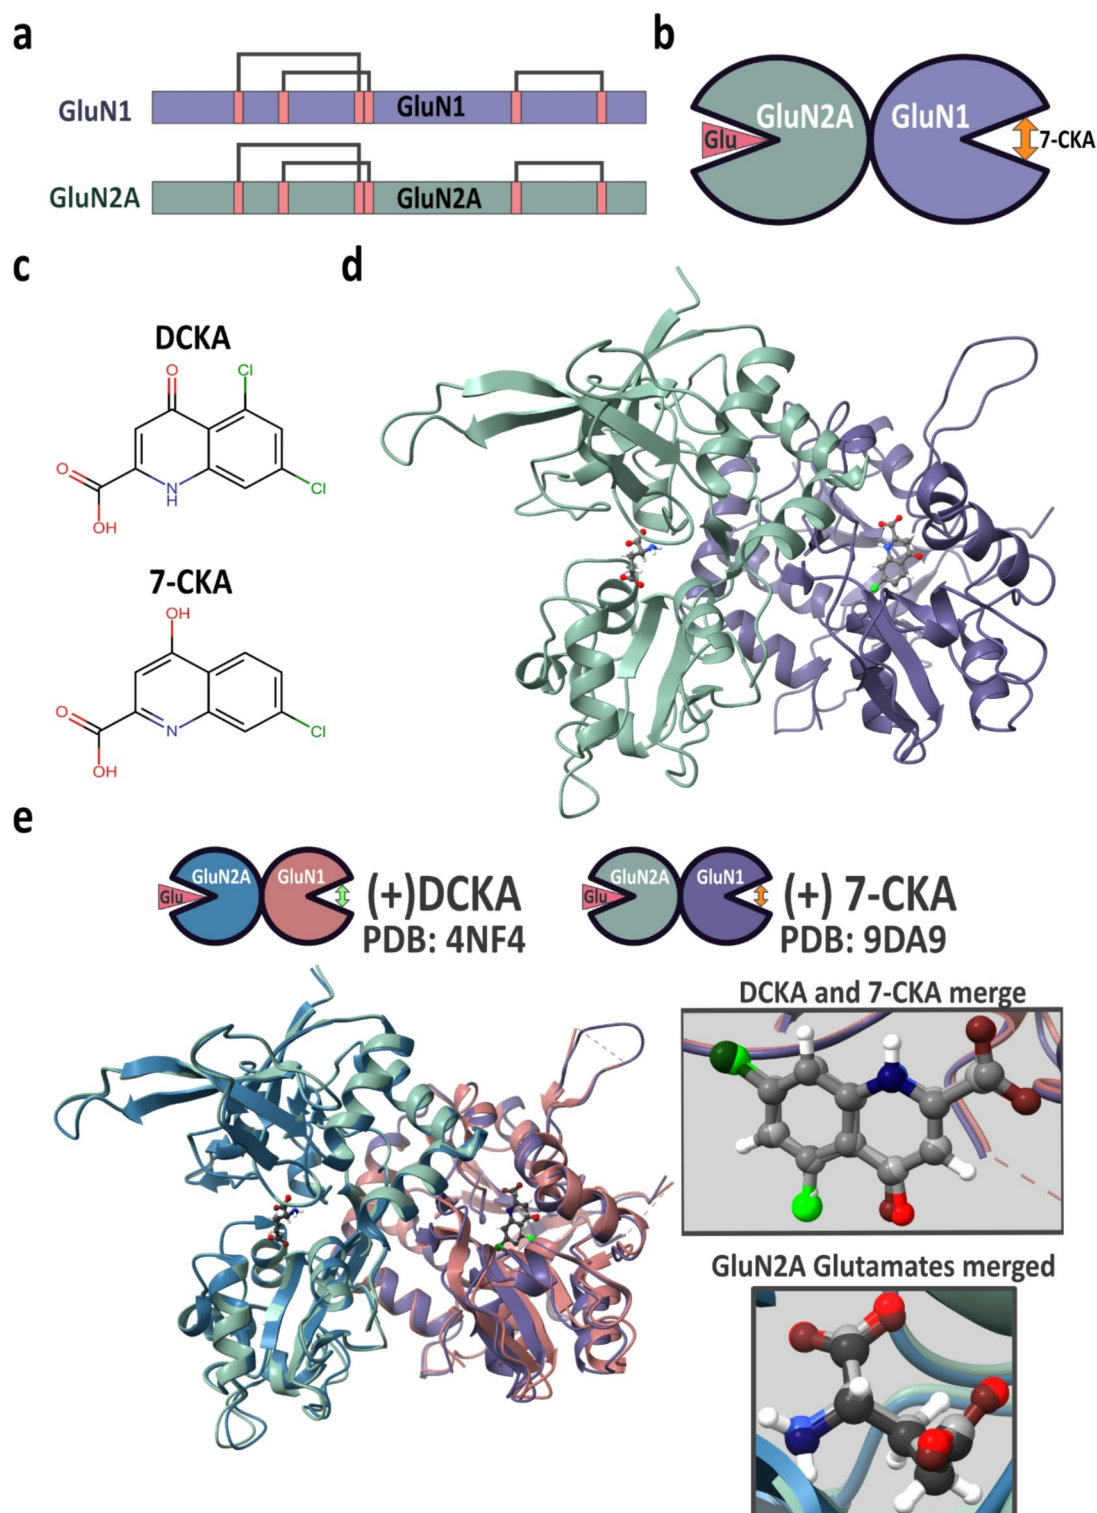 a
GluN1
GluN1
GluN2A
GluN2A
b
GluN2A
GluN1
Glu
7-CKA
c
DCKA
O
Cl
O
OH
N
H
Cl
7-CKA
OH
O
OH
N
Cl
d
e
GluN2A
GluN1
Glu
(+)DCKA
PDB: 4NF4
GluN2A
GluN1
Glu
(+) 7-CKA
PDB: 9DA9
DCKA and 7-CKA merge
GluN2A Glutamates merged